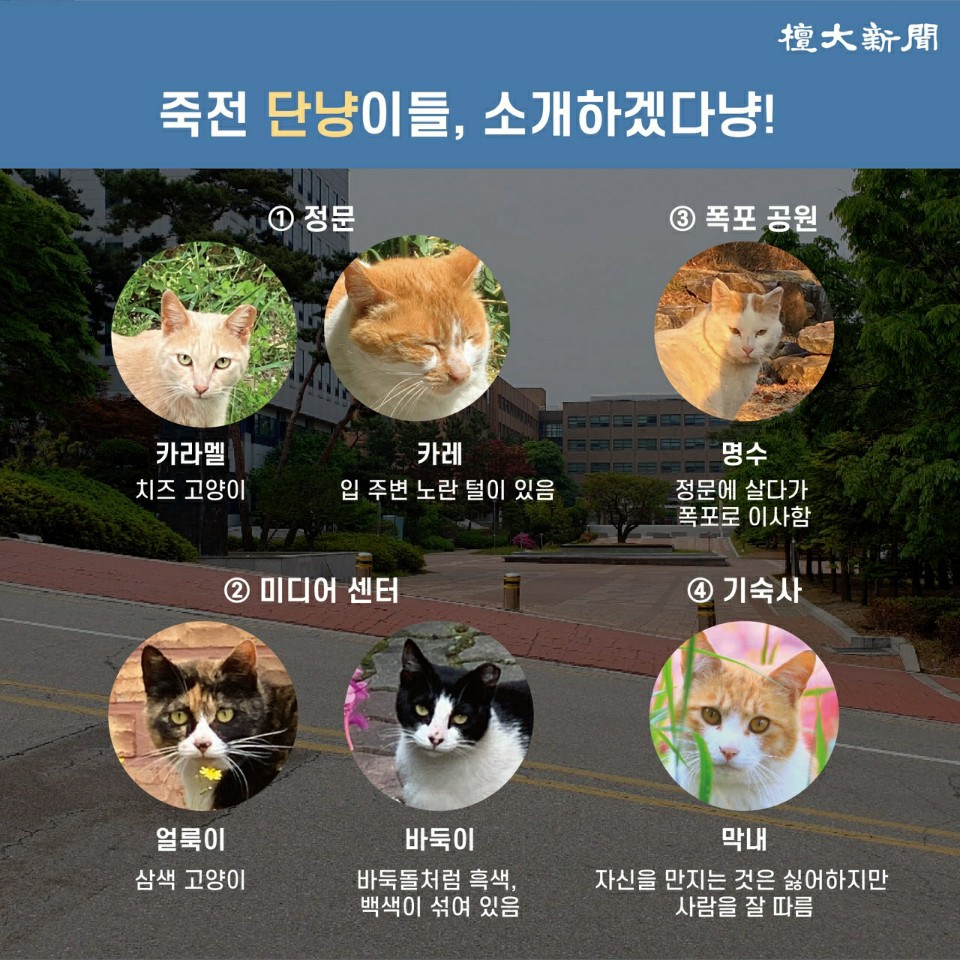 檀大新聞
죽전 단냥이들, 소개하겠다냥!
① 정문
카라멜
치즈 고양이
카레
입 주변 노란 털이 있음
③ 폭포 공원
명수
정문에 살다가
폭포로 이사함
② 미디어 센터
얼룩이
삼색 고양이
바둑이
바둑돌처럼 흑색,
백색이 섞여 있음
④ 기숙사
막내
자신을 만지는 것은 싫어하지만
사람을 잘 따름